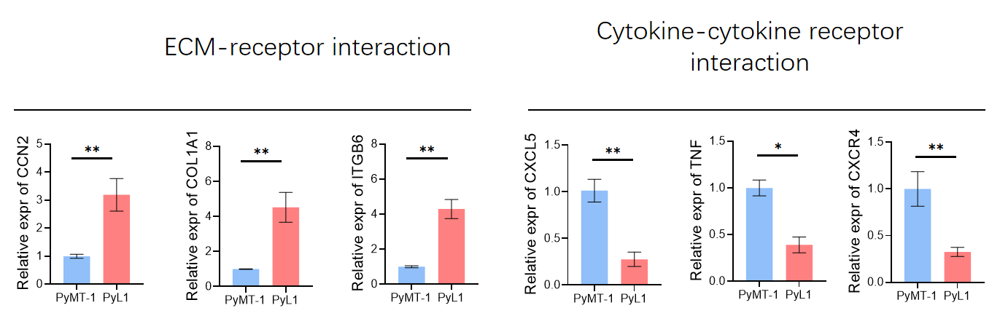 ECM-receptor interaction
Cytokine-cytokine receptor
interaction
Relative expr of CCN2
5
4
3
2
1
0
**
PyMT-1 PyL1
Relative expr of COL1A1
8
6
4
2
0
**
PyMT-1 PyL1
Relative expr of ITGB6
8
6
4
2
0
**
PyMT-1 PyL1
Relative expr of CXCL5
1.5
1.0
0.5
0.0
**
PyMT-1 PyL1
Relative expr of TNF
1.5
1.0
0.5
0.0
*
PyMT-1 PyL1
Relative expr of CXCR4
1.5
1.0
0.5
0.0
**
PyMT-1 PyL1